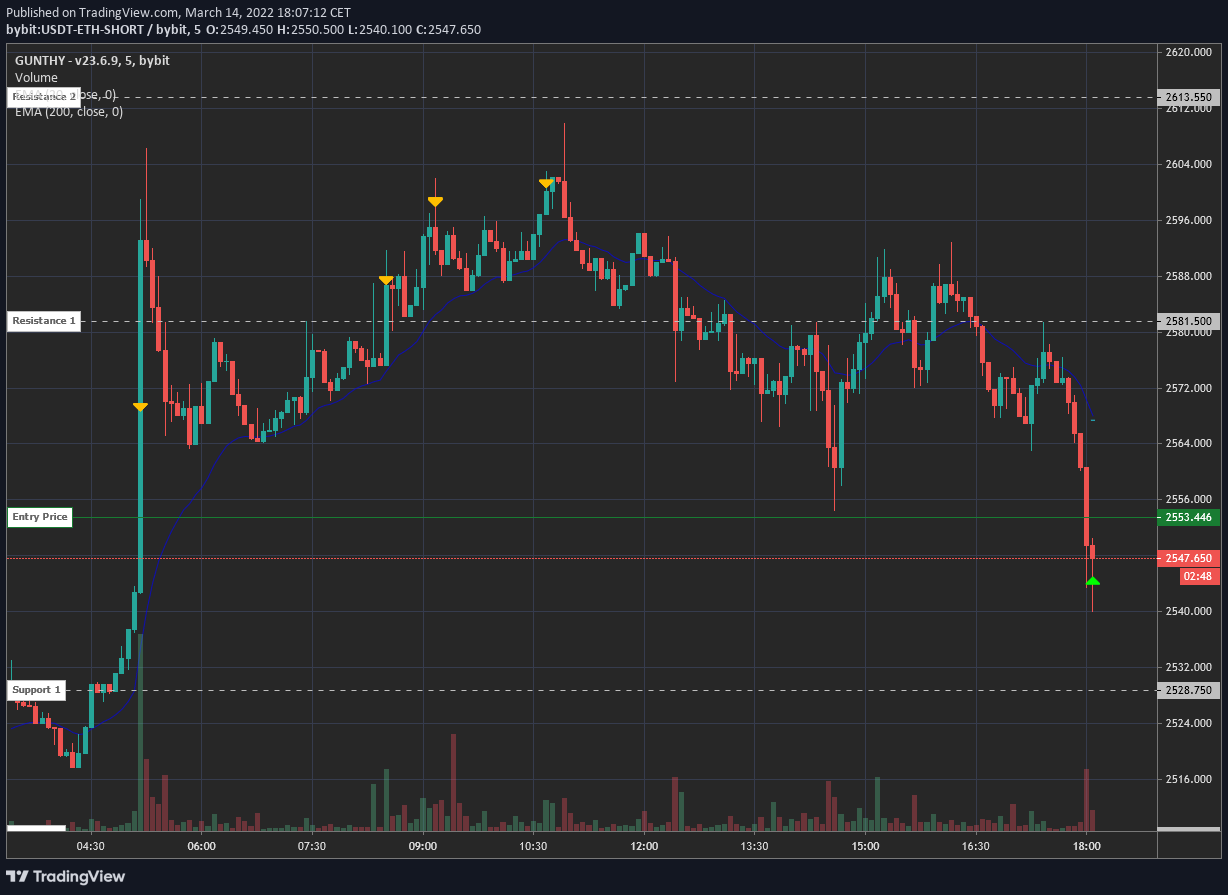 Published on TradingView.com, March 14, 2022 18:07:12 CET
bybit:USDT-ETH-SHORT / bybit, 5 O:2549.450 H:2550.500 L:2540.100 C:2547.650
GUNTHY - v23.6.9, 5, bybit
Volume
Resistance 2
close, 0)
EMA (200, close, 0)
Resistance 1
Entry Price
Support 1
2620.000
2613.550
2612.000
2604.000
2596.000
2588.000
2581.500
2580.000
2572.000
2564.000
2556.000
2553.446
2547.650
02:48
2540.000
2532.000
2528.750
2524.000
2516.000
04:30 06:00 07:30 09:00 10:30 12:00 13:30 15:00 16:30 18:00
TradingView